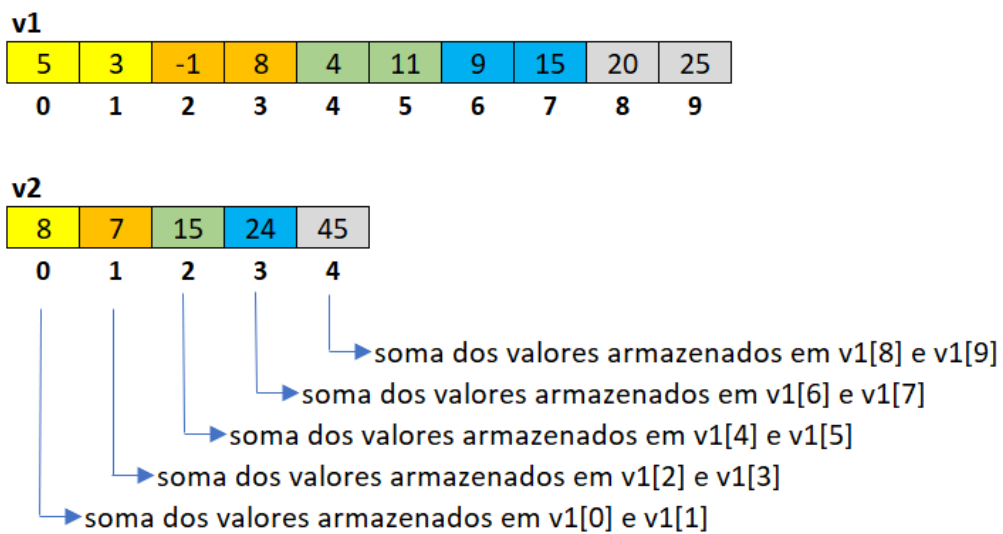 v1
5 3 -1 8 4 11 9 15 20 25
0 1 2 3 4 5 6 7 8 9
v2
8 7 15 24 45
0 1 2 3 4
soma dos valores armazenados em v1[8] e v1[9]
soma dos valores armazenados em v1[6] e v1[7]
soma dos valores armazenados em v1[4] e v1[5]
soma dos valores armazenados em v1[2] e v1[3]
soma dos valores armazenados em v1[0] e v1[1]